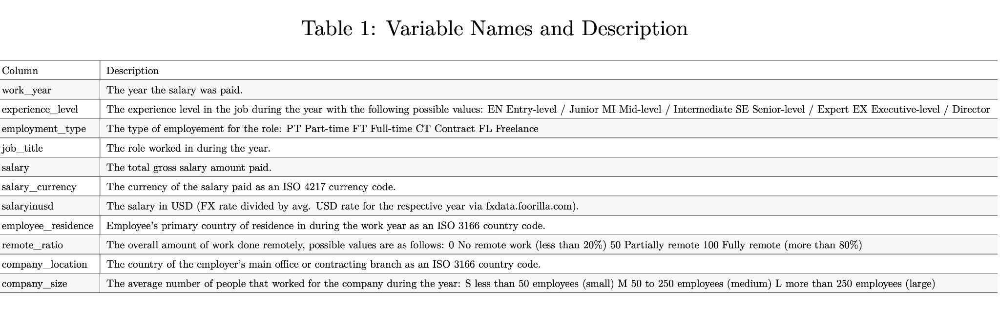 Table 1: Variable Names and Description
Column Description
work_year The year the salary was paid.
experience_level The experience level in the job during the year with the following possible values: EN Entry-level / Junior MI Mid-level / Intermediate SE Senior-level / Expert EX Executive-level / Director
employment_type The type of employement for the role: PT Part-time FT Full-time CT Contract FL Freelance
job_title The role worked in during the year.
salary The total gross salary amount paid.
salary_currency The currency of the salary paid as an ISO 4217 currency code.
salaryinusd The salary in USD (FX rate divided by avg. USD rate for the respective year via fxdata.foorilla.com).
employee_residence Employee's primary country of residence in during the work year as an ISO 3166 country code.
remote_ratio The overall amount of work done remotely, possible values are as follows: 0 No remote work (less than 20%) 50 Partially remote 100 Fully remote (more than 80%)
company_location The country of the employer's main office or contracting branch as an ISO 3166 country code.
company_size The average number of people that worked for the company during the year: S less than 50 employees (small) M 50 to 250 employees (medium) L more than 250 employees (large)